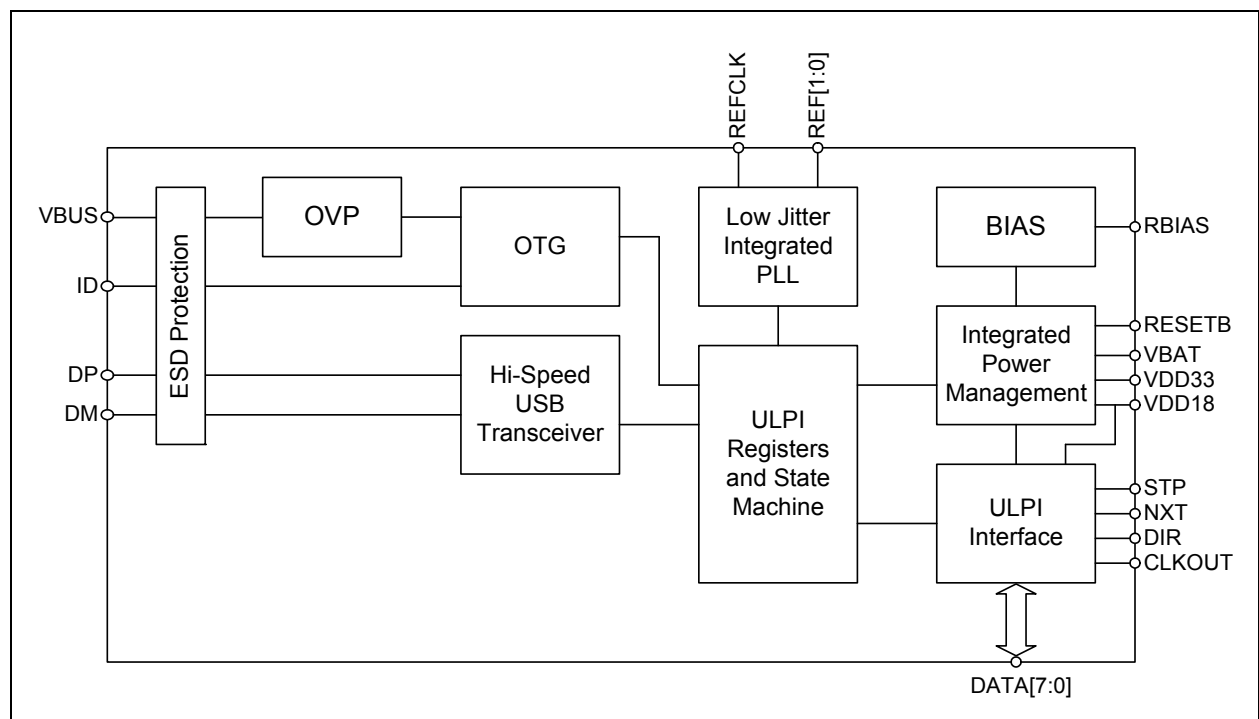 REFCLK
REF[1:0]
VBUS
ID
DP
DM
ESD Protection
OVP
OTG
Hi-Speed
USB
Transceiver
Low Jitter
Integrated
PLL
ULPI
Registers
and State
Machine
BIAS
Integrated
Power
Management
ULPI
Interface
RBIAS
RESETB
VBAT
VDD33
VDD18
STP
NXT
DIR
CLKOUT
DATA[7:0]